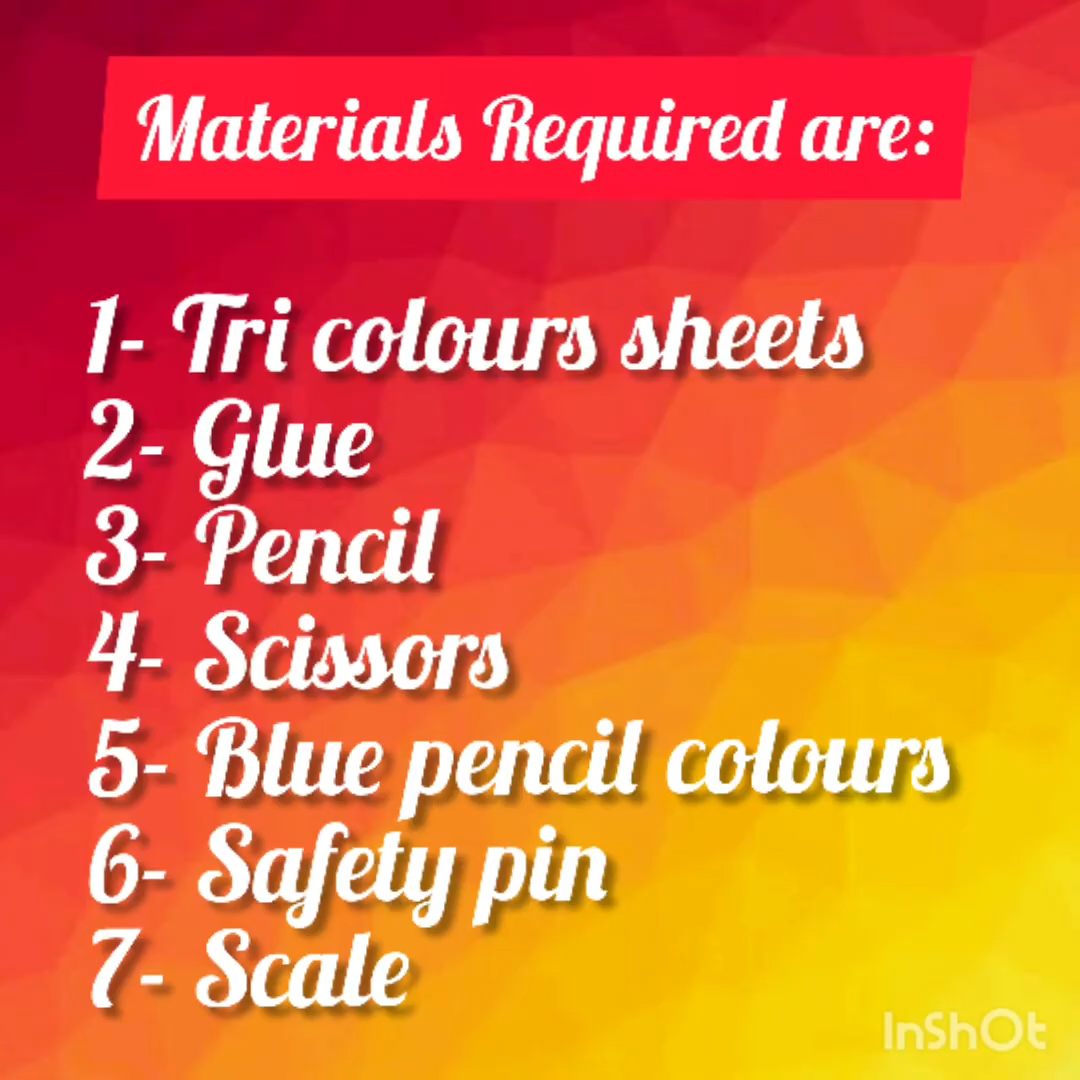 Materials Required are:
1- Tri colours sheets
2- Glue
3- Pencil
4- Scissors
5- Blue pencil colours
6- Safety pin
7- Scale
InShOt